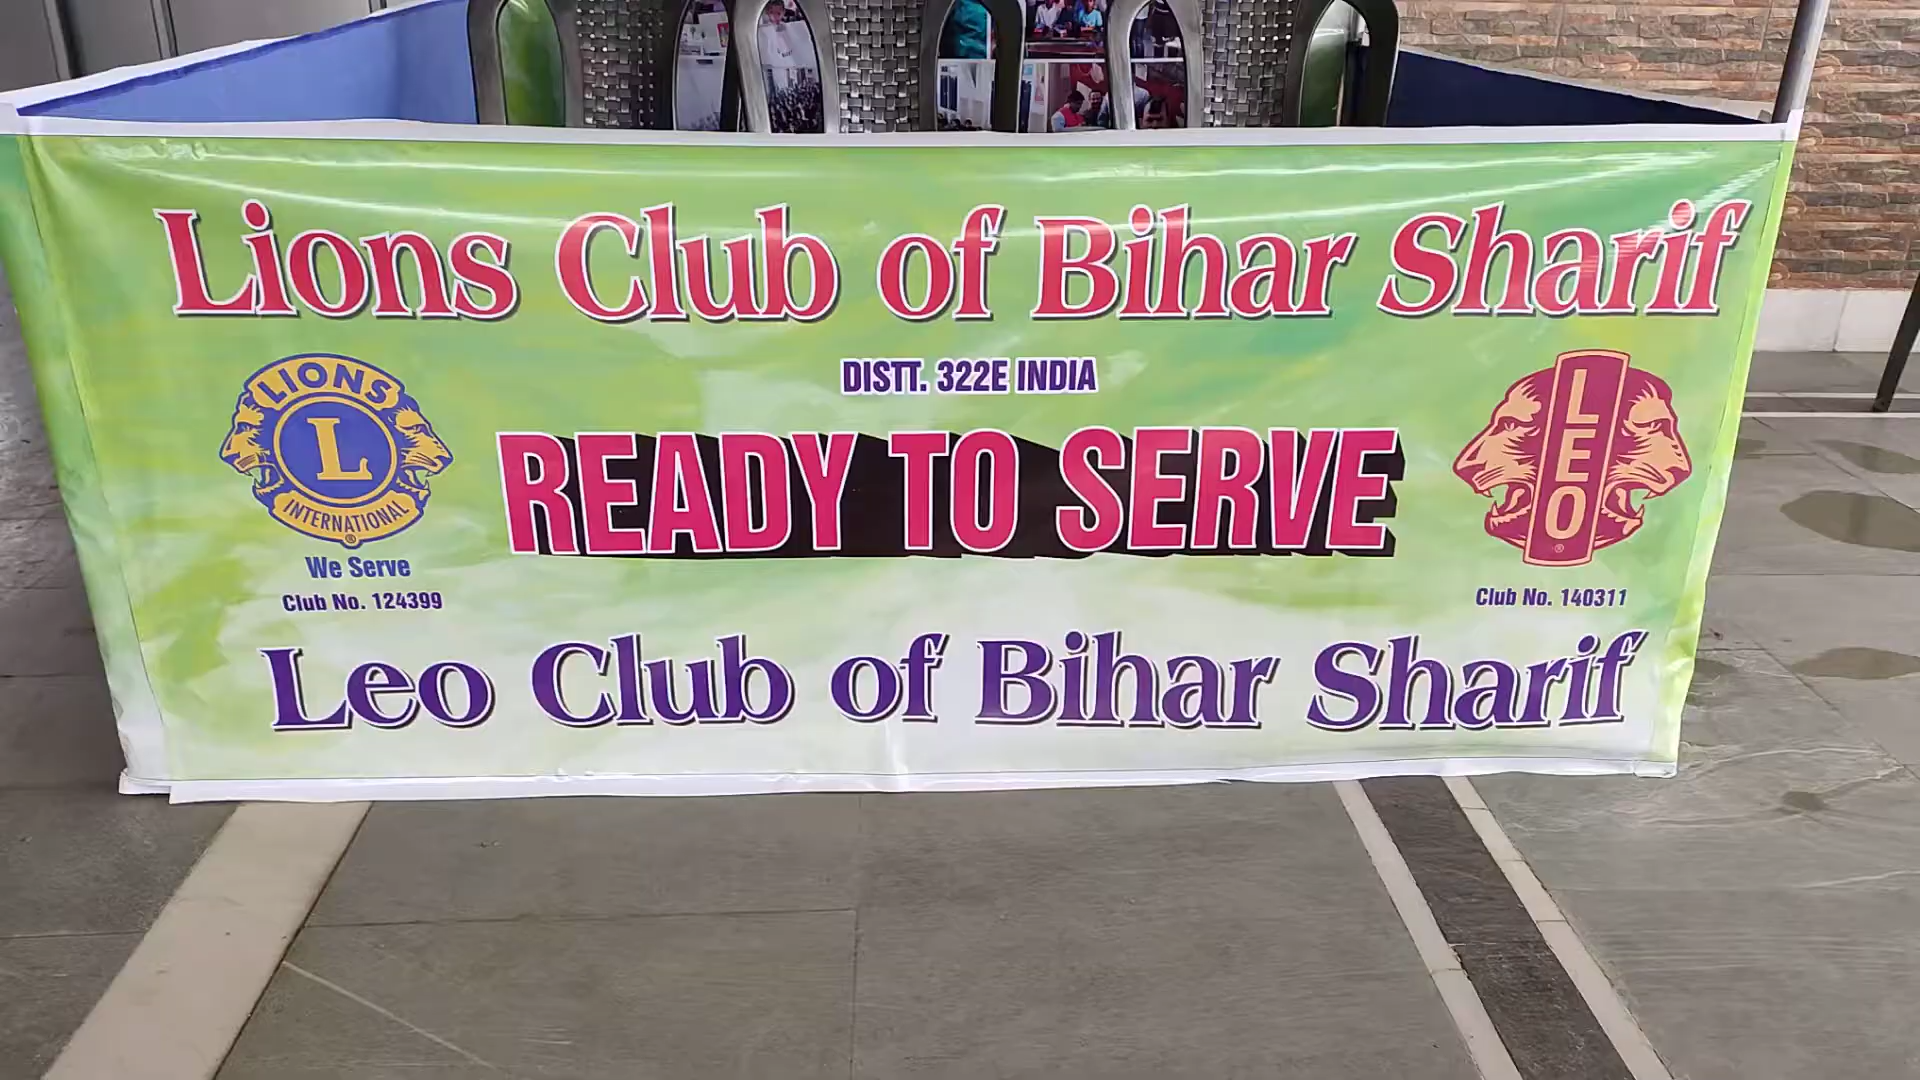 Lions Club of Bihar Sharif
DISTT. 322E INDIA
LIONS
L
INTERNATIONAL
®
We Serve
Club No. 124399
READY TO SERVE
LEO
®
Club No. 140311
Leo Club of Bihar Sharif